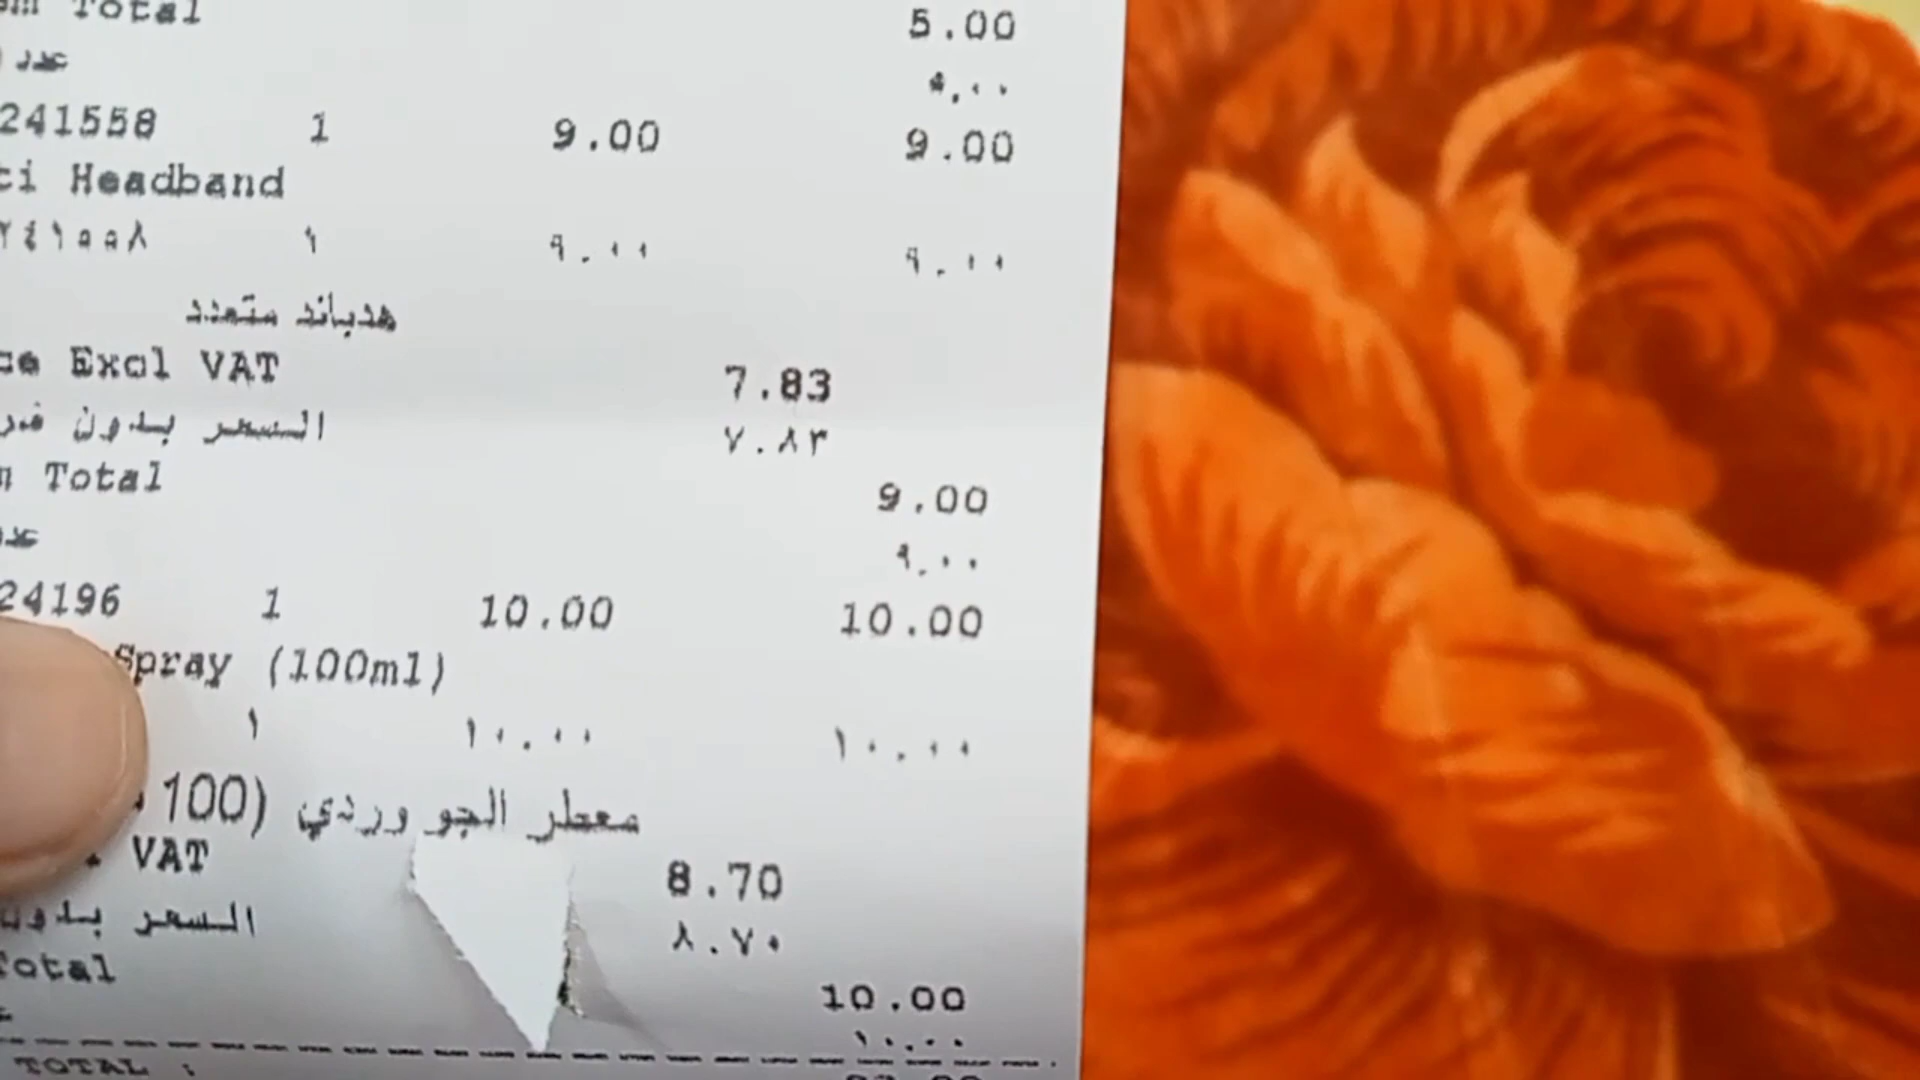 Total 5.00
عدد ٥.٠٠
241558 1 9.00 9.00
Headband
٢٤١٥٥٨ ١ ٩.٠٠ ٩.٠٠
هدباند متعدد
Excl VAT 7.83
السعر بدون ٧.٨٣
Total 9.00
٩.٠٠
24196 1 10.00 10.00
Spray (100ml)
١ ١٠.٠٠ ١٠.٠٠
معطر الجو وردي (100
VAT 8.70
السعر بدون ٨.٧٠
Total 10.00
١٠.٠٠
TOTAL :